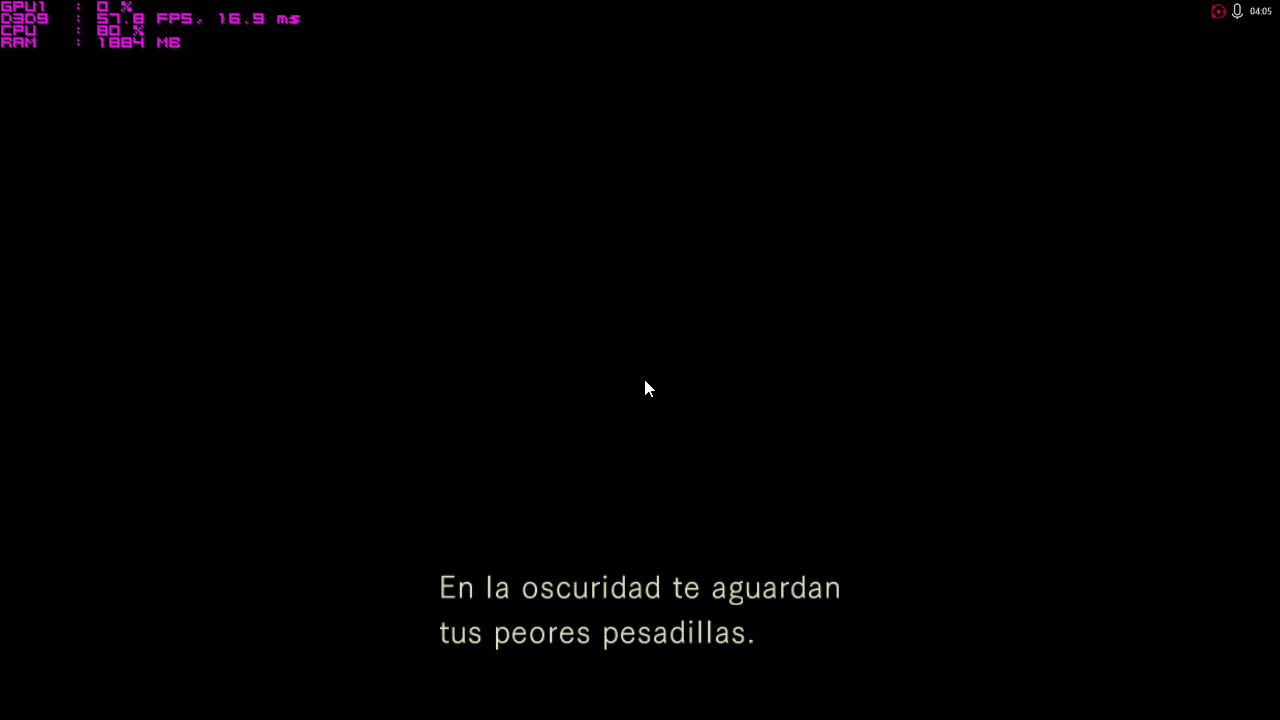 GPU1 : 0 %
D3D9 : 57.8 FPS, 16.9 ms
CPU : 80 %
RAM : 1884 MB
04:05
En la oscuridad te aguardan
tus peores pesadillas.